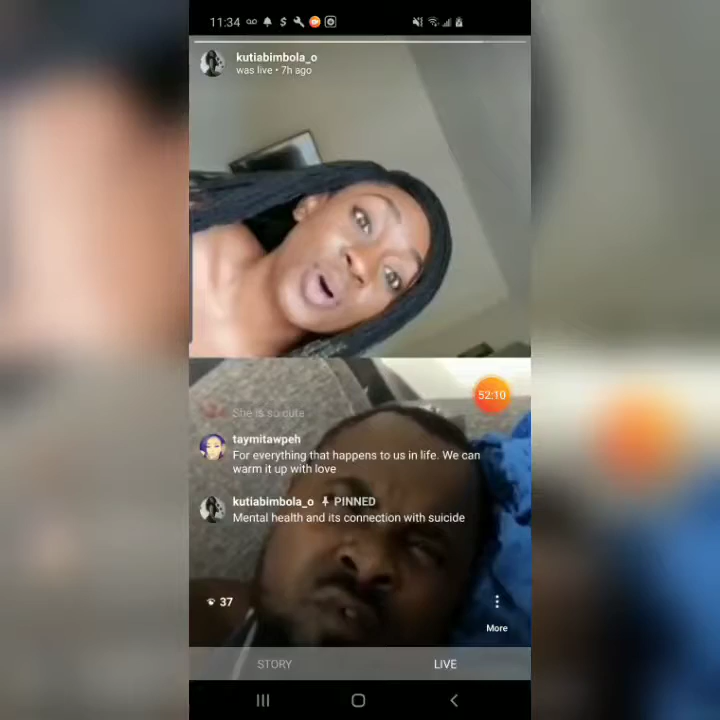 11:34
kutiabimbola_o
was live • 7h ago
52:10
She is so cute
taymitawpeh
For everything that happens to us in life. We can
warm it up with love
kutiabimbola_o PINNED
Mental health and its connection with suicide
37
More
STORY LIVE